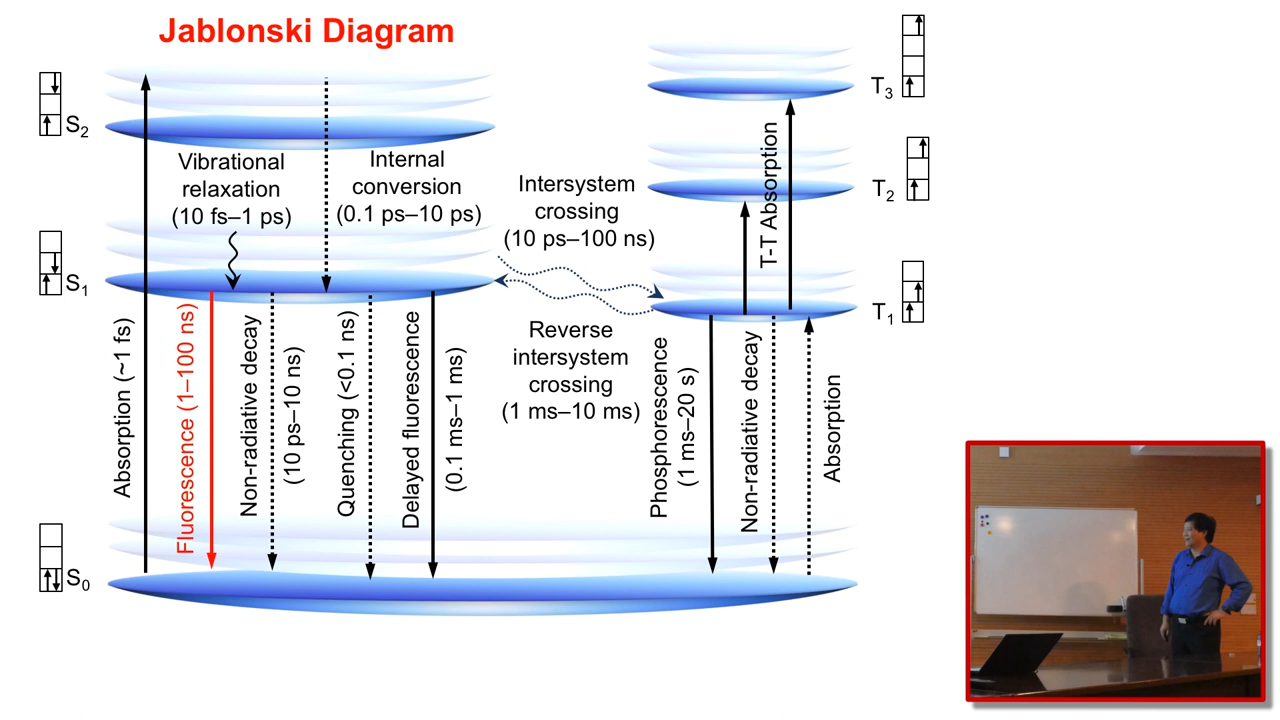 Jablonski Diagram
S2
Vibrational
relaxation
(10 fs–1 ps)
Internal
conversion
(0.1 ps–10 ps)
Intersystem
crossing
(10 ps–100 ns)
T3
T2
T-T Absorption
S1
T1
Absorption (~1 fs)
Fluorescence (1–100 ns)
Non-radiative decay
(10 ps–10 ns)
Quenching (<0.1 ns)
Delayed fluorescence
(0.1 ms–1 ms)
Reverse
intersystem
crossing
(1 ms–10 ms)
Phosphorescence
(1 ms–20 s)
Non-radiative decay
Absorption
S0